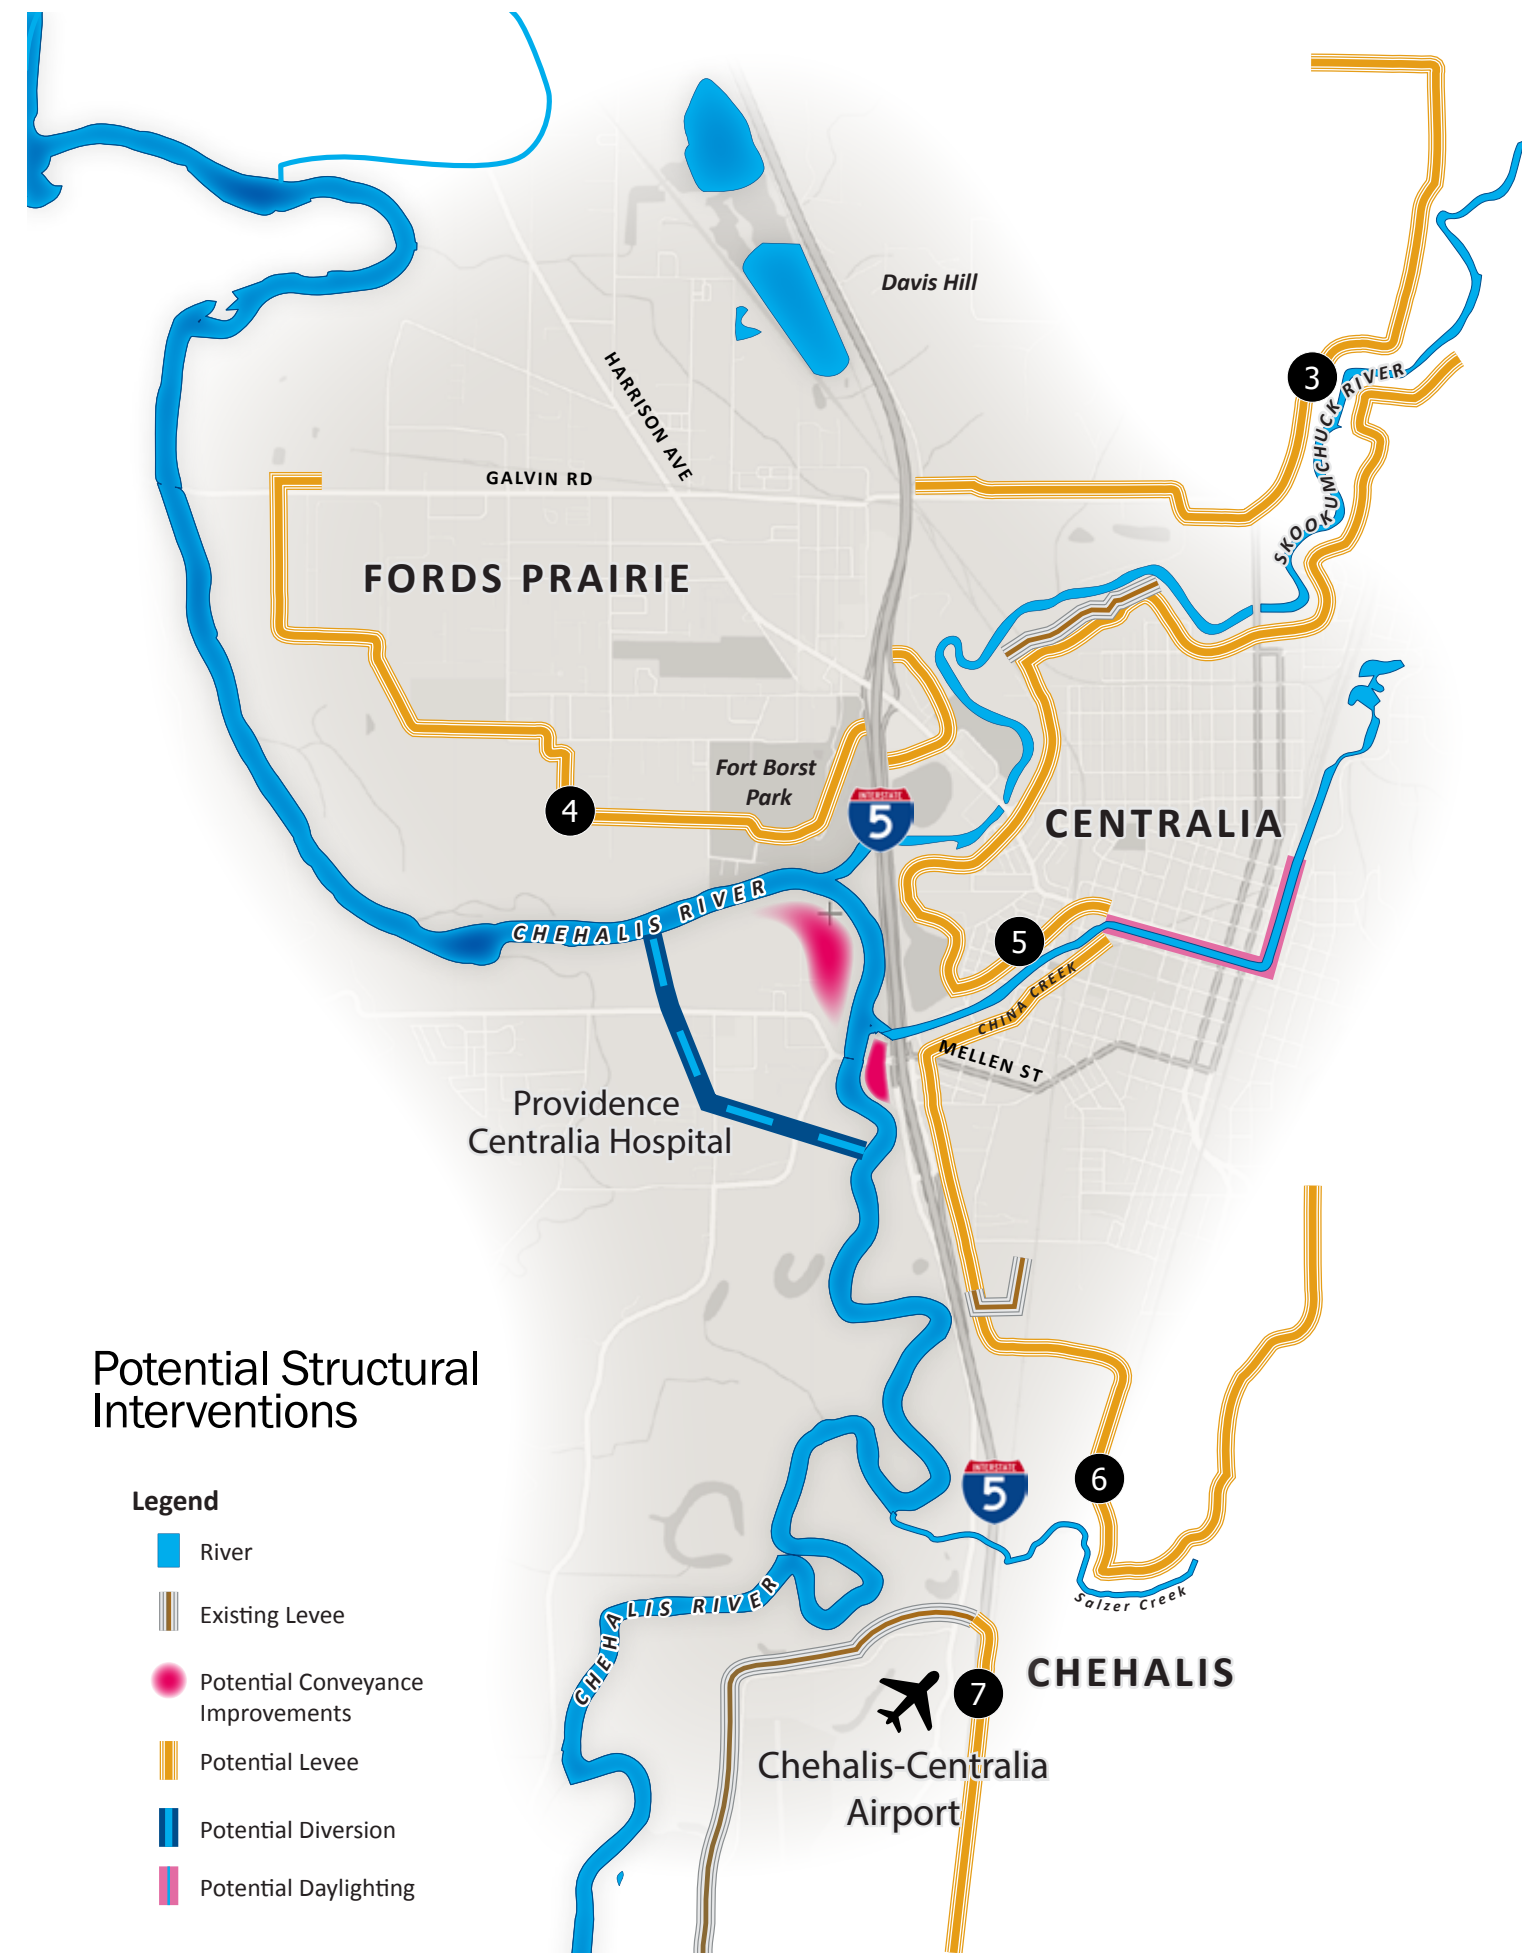 Davis Hill
HARRISON AVE
3
SKOOKUMCHUCK RIVER
GALVIN RD
FORDS PRAIRIE
Fort Borst
Park
4
INTERSTATE
5
CENTRALIA
CHEHALIS RIVER
5
CHINA CREEK
MELLEN ST
Providence
Centralia Hospital
Potential Structural
Interventions
INTERSTATE
5
6
Legend
River
Existing Levee
Potential Conveyance
Improvements
Potential Levee
Potential Diversion
Potential Daylighting
CHEHALIS RIVER
Salzer Creek
CHEHALIS
7
Chehalis-Centralia
Airport